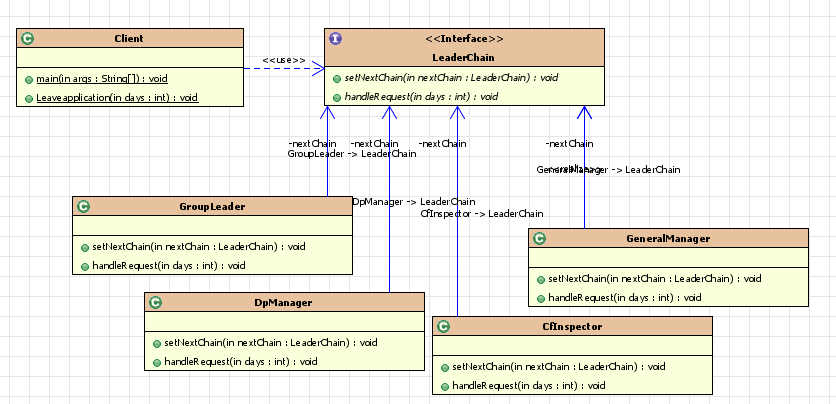 Client
main(in args : String[]) : void
Leaveapplication(in days : int) : void
<<use>>
<<Interface>>
LeaderChain
setNextChain(in nextChain : LeaderChain) : void
handleRequest(in days : int) : void
-nextChain
-nextChain
-nextChain
-nextChain
GroupLeader -> LeaderChain
GeneralManager -> LeaderChain
DpManager -> LeaderChain
CfInspector -> LeaderChain
GroupLeader
setNextChain(in nextChain : LeaderChain) : void
handleRequest(in days : int) : void
GeneralManager
setNextChain(in nextChain : LeaderChain) : void
handleRequest(in days : int) : void
DpManager
setNextChain(in nextChain : LeaderChain) : void
handleRequest(in days : int) : void
CfInspector
setNextChain(in nextChain : LeaderChain) : void
handleRequest(in days : int) : void